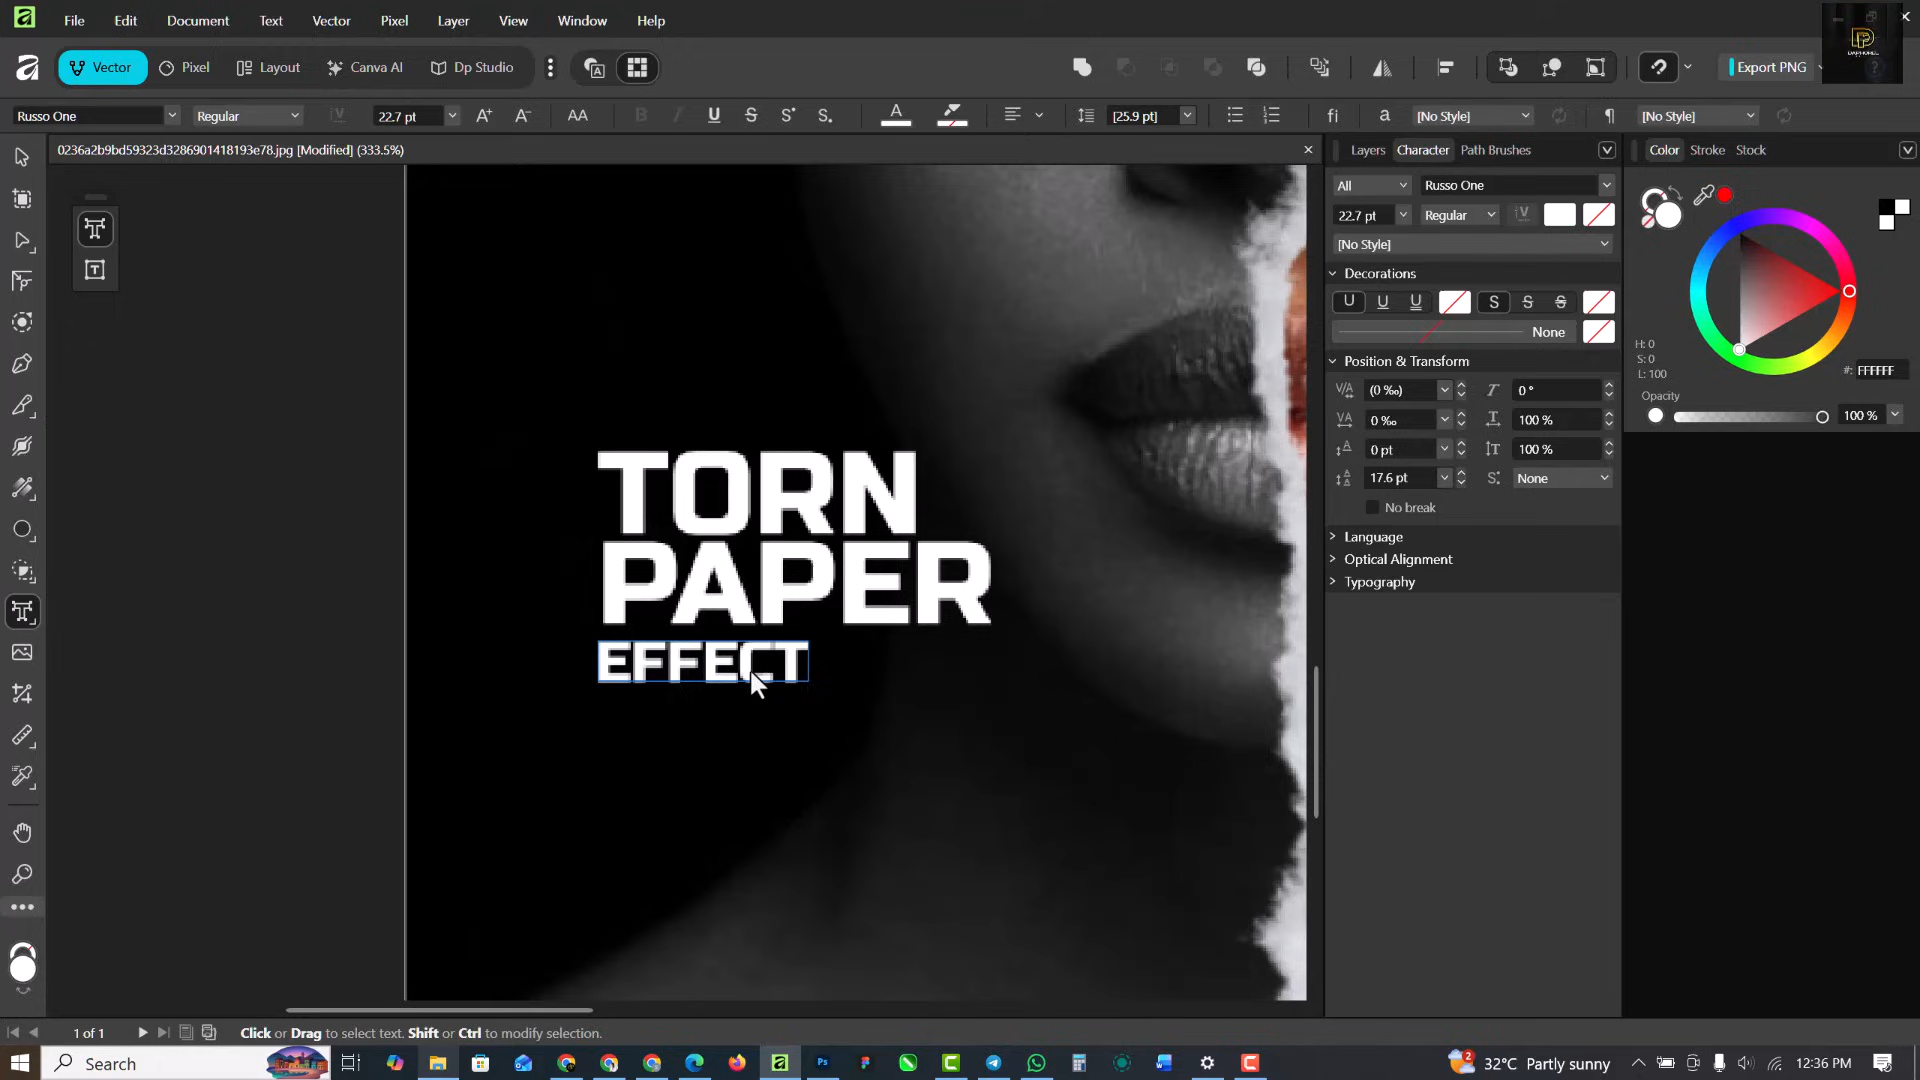 File Edit Document Text Vector Pixel Layer View Window Help
Vector Pixel Layout Canva AI Dp Studio Export PNG
Russo One Regular 22.7 pt AA [25.9 pt] [No Style] [No Style]
0236a2b9bd59323d3286901418193e78.jpg [Modified] (333.5%)
Layers Character Path Brushes
All Russo One
22.7 pt Regular
[No Style]
Decorations
None
Position & Transform
(0 ‰) 0 °
0 ‰ 100 %
0 pt 100 %
17.6 pt None
No break
Language
Optical Alignment
Typography
Color Stroke Stock
H: 0
S: 0
L: 100
#: FFFFFF
Opacity
100 %
TORN
PAPER
EFFECT
1 of 1 Click or Drag to select text. Shift or Ctrl to modify selection.
Search 32°C Partly sunny 12:36 PM